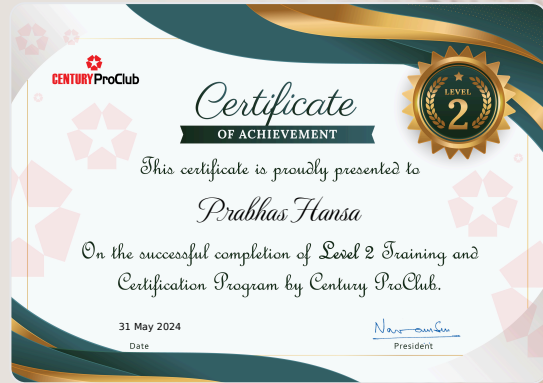 CENTURY ProClub
LEVEL
2
Certificate
OF ACHIEVEMENT
This certificate is proudly presented to
Prabhas Hansa
On the successful completion of Level 2 Training and
Certification Program by Century ProClub.
31 May 2024
Date
President